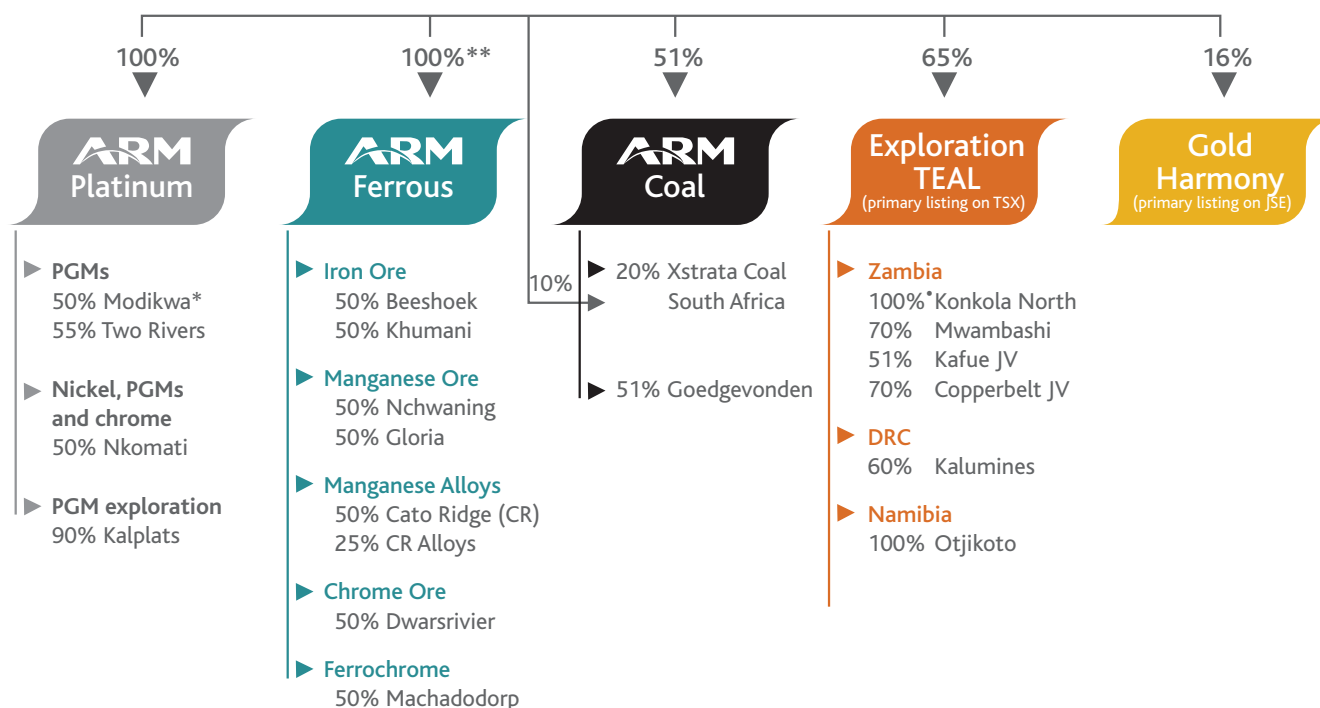 100%
100%**
51%
65%
16%
ARM
Platinum
ARM
Ferrous
ARM
Coal
Exploration
TEAL
(primary listing on TSX)
Gold
Harmony
(primary listing on JSE)
PGMs
50% Modikwa*
55% Two Rivers
Nickel, PGMs
and chrome
50% Nkomati
PGM exploration
90% Kalplats
Iron Ore
50% Beeshoek
50% Khumani
Manganese Ore
50% Nchwaning
50% Gloria
Manganese Alloys
50% Cato Ridge (CR)
25% CR Alloys
Chrome Ore
50% Dwarsrivier
Ferrochrome
50% Machadodorp
10%
20% Xstrata Coal
South Africa
51% Goedgevonden
Zambia
100%• Konkola North
70% Mwambashi
51% Kafue JV
70% Copperbelt JV
DRC
60% Kalumines
Namibia
100% Otjikoto